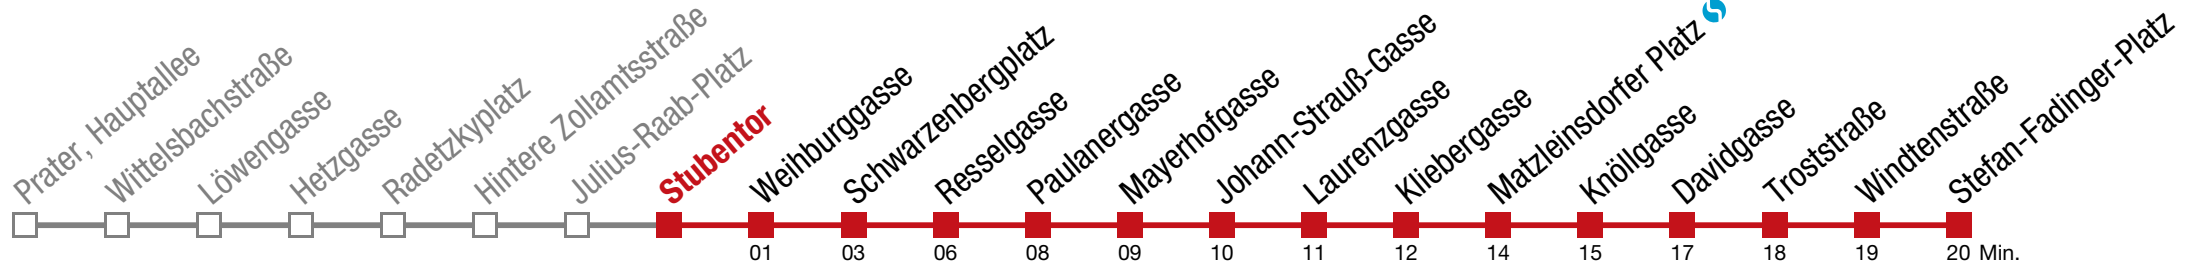 Prater, Hauptallee
Wittelsbachstraße
Löwengasse
Hetzgasse
Radetzkyplatz
Hintere Zollamtsstraße
Julius-Raab-Platz
Stubentor
Weihburggasse
Schwarzenbergplatz
Resselgasse
Paulanergasse
Mayerhofgasse
Johann-Strauß-Gasse
Laurenzgasse
Kliebergasse
Matzleinsdorfer Platz
Knöllgasse
Davidgasse
Troststraße
Windtenstraße
Stefan-Fadinger-Platz
01 03 06 08 09 10 11 12 14 15 17 18 19 20 Min.